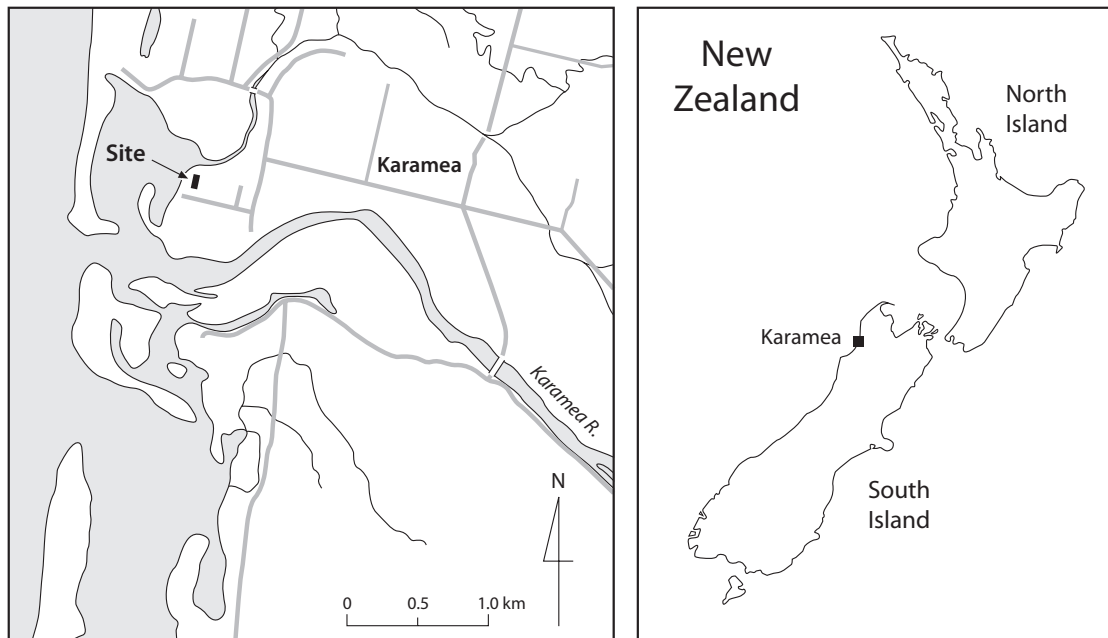 Site
Karamea
Karamea R.
N
0 0.5 1.0 km
New
Zealand
North
Island
Karamea
South
Island